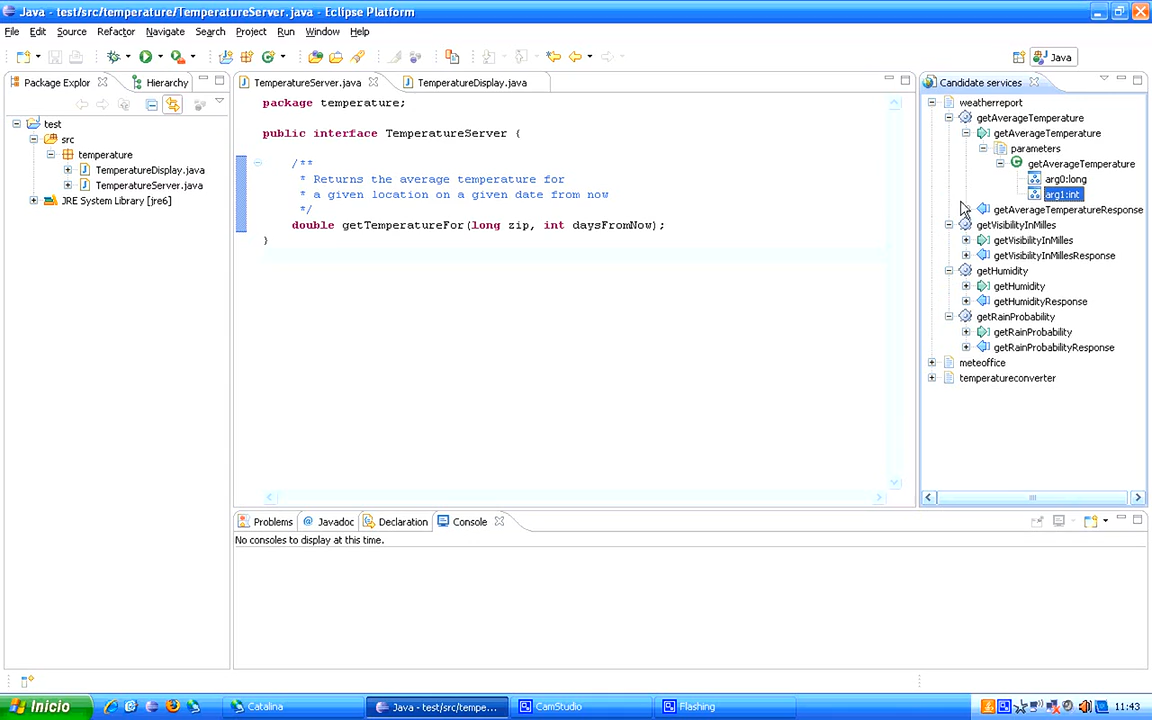 Java - test/src/temperature/TemperatureServer.java - Eclipse Platform
File Edit Source Refactor Navigate Search Project Run Window Help
Java
Package Explor Hierarchy
test
src
temperature
TemperatureDisplay.java
TemperatureServer.java
JRE System Library [jre6]
TemperatureServer.java TemperatureDisplay.java
package temperature;
public interface TemperatureServer {
/**
* Returns the average temperature for
* a given location on a given date from now
*/
double getTemperatureFor(long zip, int daysFromNow);
}
Candidate services
weatherreport
getAverageTemperature
getAverageTemperature
parameters
getAverageTemperature
arg0:long
arg1:int
getAverageTemperatureResponse
getVisibilityInMilles
getVisibilityInMilles
getVisibilityInMillesResponse
getHumidity
getHumidity
getHumidityResponse
getRainProbability
getRainProbability
getRainProbabilityResponse
meteoffice
temperatureconverter
Problems @ Javadoc Declaration Console
No consoles to display at this time.
Inicio Catalina Java - test/src/tempe... CamStudio Flashing 11:43